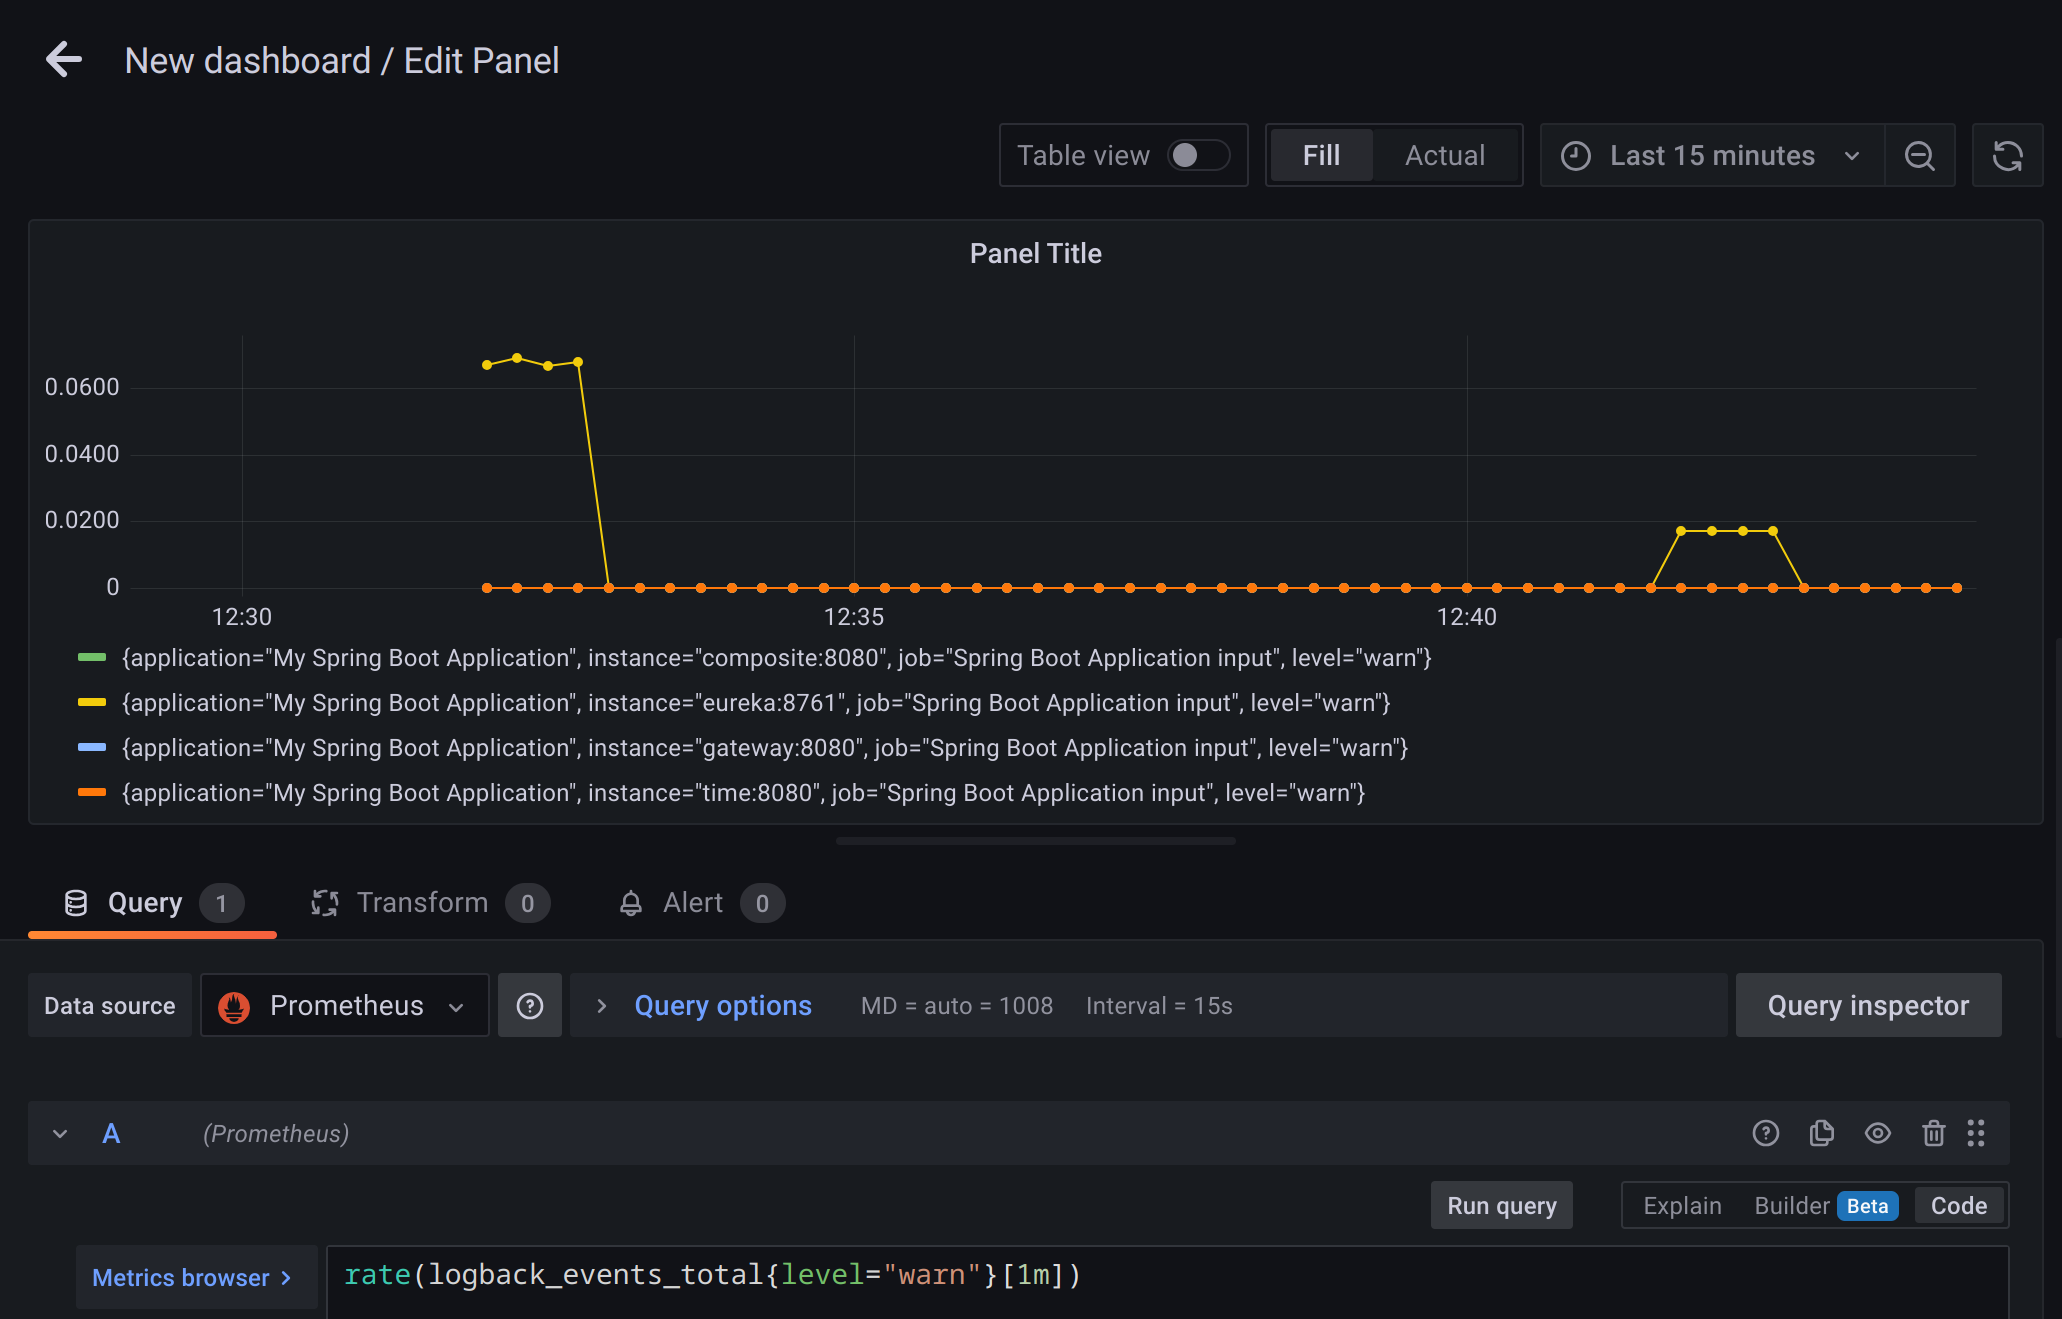 New dashboard / Edit Panel
Table view Fill Actual Last 15 minutes
Panel Title
0.0600
0.0400
0.0200
0
12:30 12:35 12:40
{application="My Spring Boot Application", instance="composite:8080", job="Spring Boot Application input", level="warn"}
{application="My Spring Boot Application", instance="eureka:8761", job="Spring Boot Application input", level="warn"}
{application="My Spring Boot Application", instance="gateway:8080", job="Spring Boot Application input", level="warn"}
{application="My Spring Boot Application", instance="time:8080", job="Spring Boot Application input", level="warn"}
Query 1 Transform 0 Alert 0
Data source Prometheus Query options MD = auto = 1008 Interval = 15s Query inspector
A (Prometheus)
Run query Explain Builder Beta Code
Metrics browser > rate(logback_events_total{level="warn"}[1m])